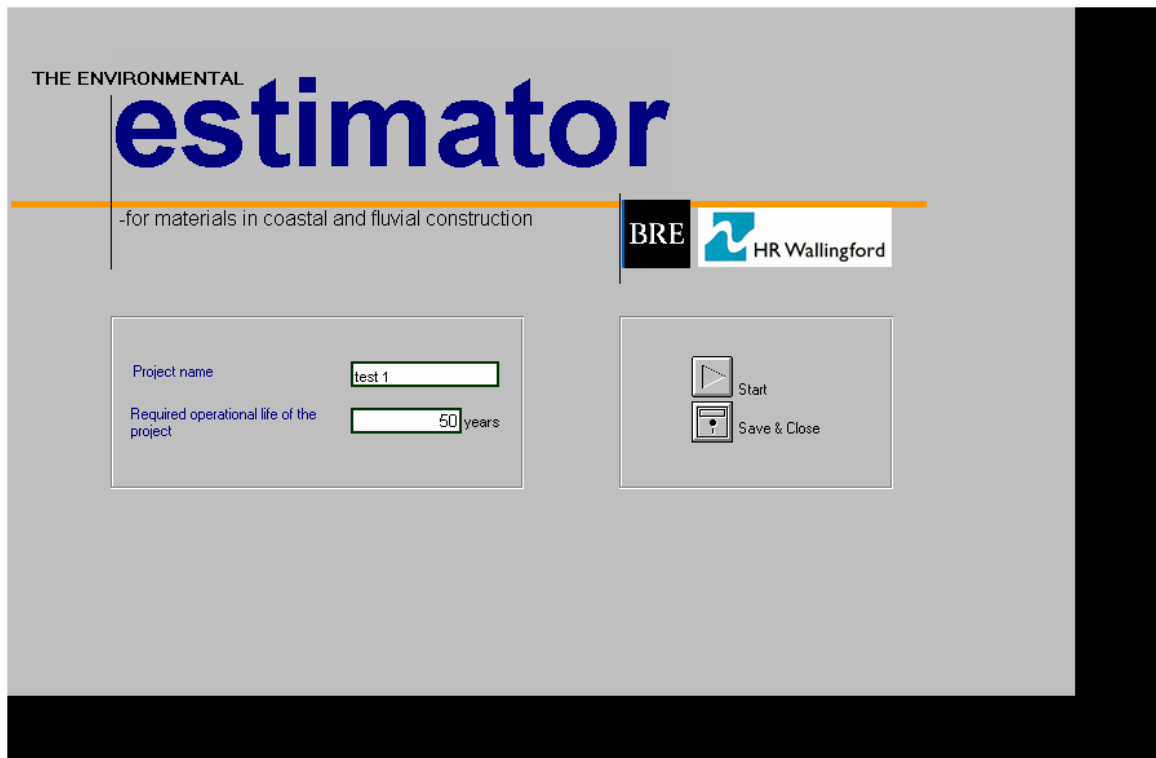 THE ENVIRONMENTAL
estimator
-for materials in coastal and fluvial construction
BRE
HR Wallingford
Project name
test 1
Required operational life of the
project
50 years
Start
Save & Close